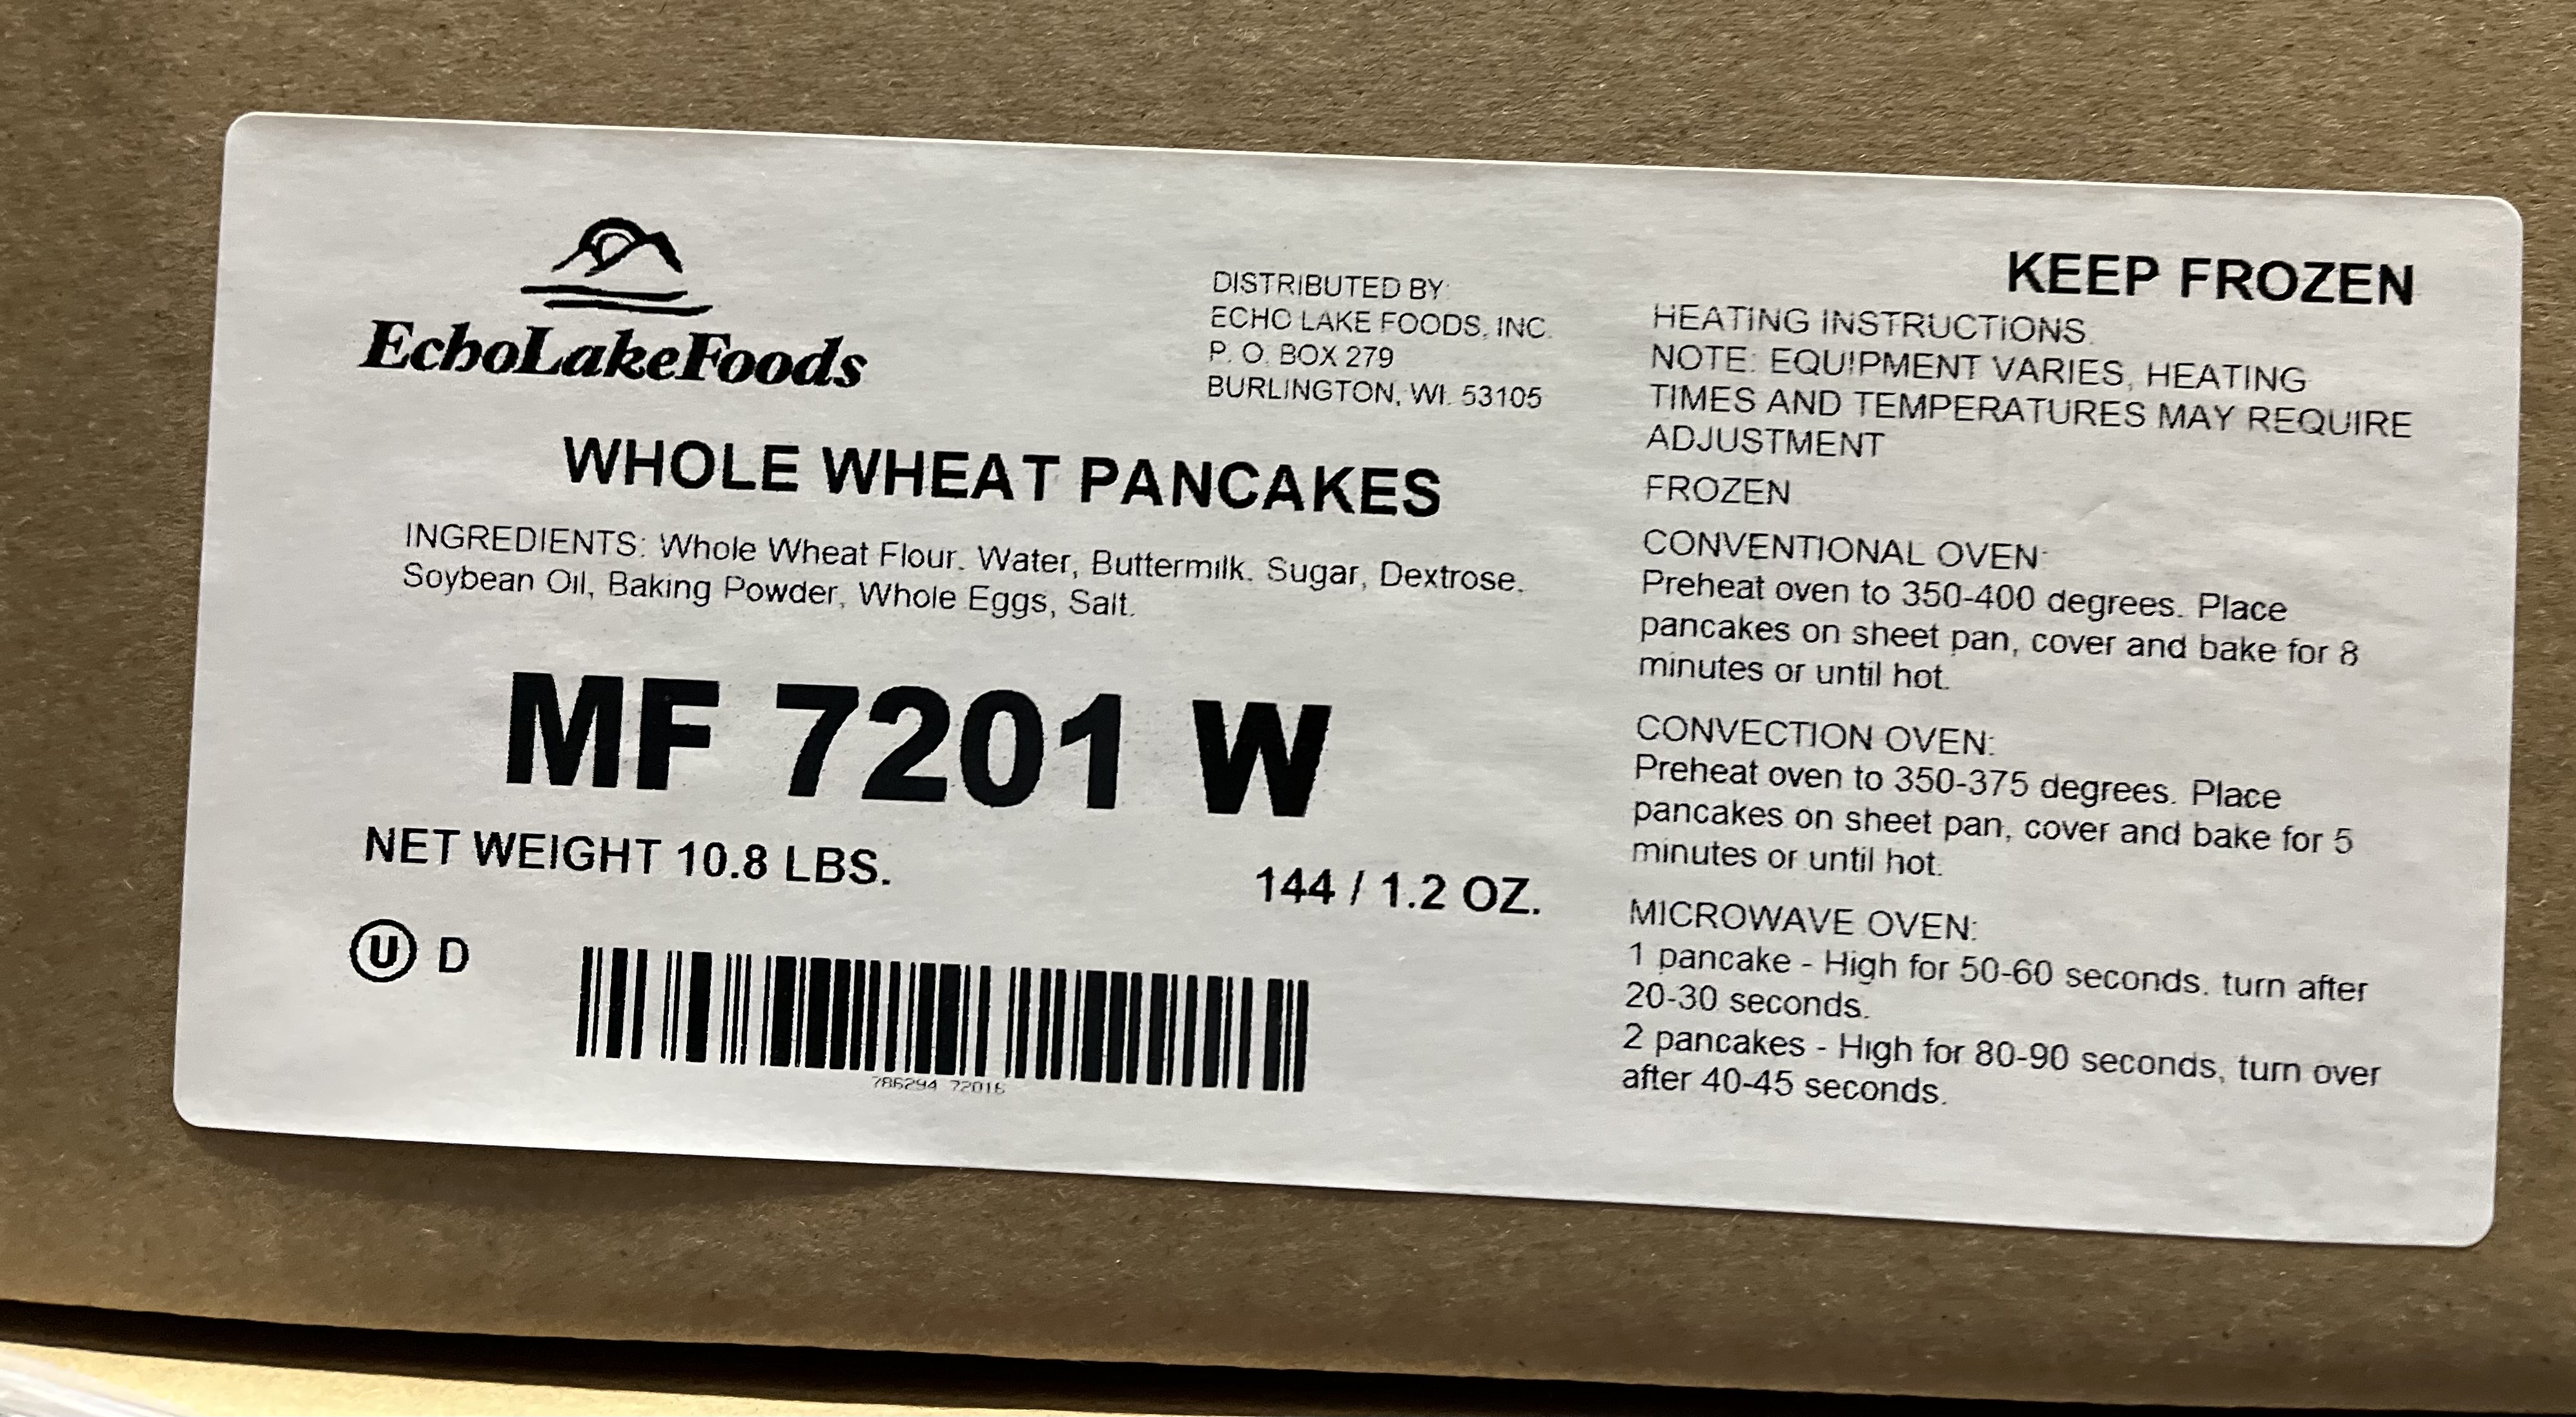 EchoLakeFoods
DISTRIBUTED BY:
ECHO LAKE FOODS, INC.
P. O. BOX 279
BURLINGTON, WI. 53105
WHOLE WHEAT PANCAKES
INGREDIENTS: Whole Wheat Flour. Water, Buttermilk. Sugar, Dextrose.
Soybean Oil, Baking Powder, Whole Eggs, Salt.
MF 7201 W
NET WEIGHT 10.8 LBS.
144 / 1.2 OZ.
U D
786294 72016
KEEP FROZEN
HEATING INSTRUCTIONS.
NOTE: EQUIPMENT VARIES, HEATING
TIMES AND TEMPERATURES MAY REQUIRE
ADJUSTMENT
FROZEN
CONVENTIONAL OVEN:
Preheat oven to 350-400 degrees. Place
pancakes on sheet pan, cover and bake for 8
minutes or until hot.
CONVECTION OVEN:
Preheat oven to 350-375 degrees. Place
pancakes on sheet pan, cover and bake for 5
minutes or until hot.
MICROWAVE OVEN:
1 pancake - High for 50-60 seconds. turn after
20-30 seconds.
2 pancakes - High for 80-90 seconds, turn over
after 40-45 seconds.